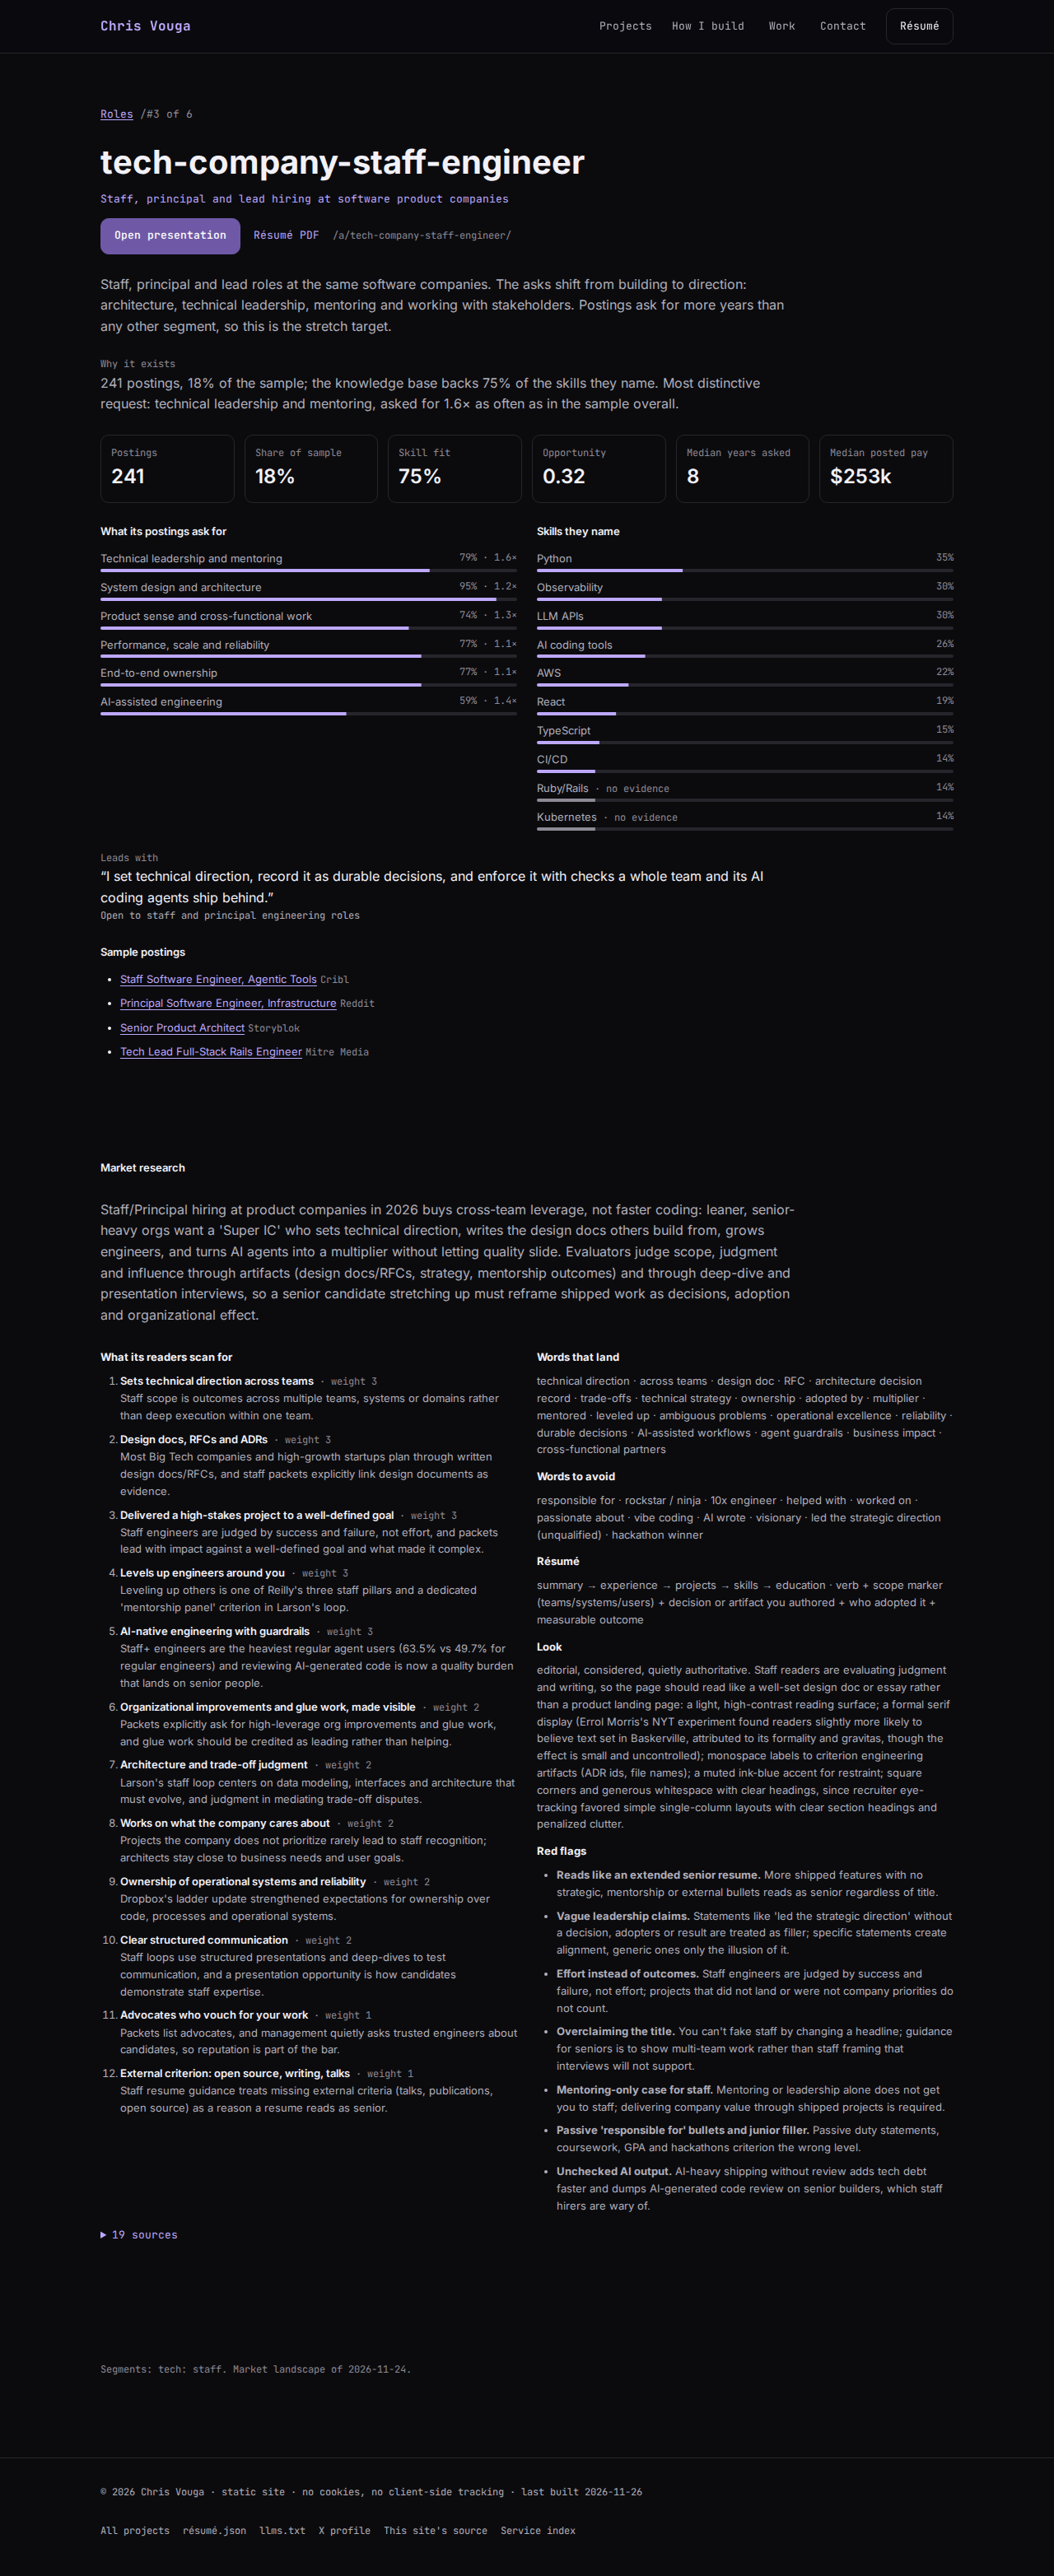 Chris Vouga
Projects How I build Work Contact Résumé
Roles /#3 of 6
tech-company-staff-engineer
Staff, principal and lead hiring at software product companies
Open presentation Résumé PDF /a/tech-company-staff-engineer/
Staff, principal and lead roles at the same software companies. The asks shift from building to direction:
architecture, technical leadership, mentoring and working with stakeholders. Postings ask for more years than
any other segment, so this is the stretch target.
Why it exists
241 postings, 18% of the sample; the knowledge base backs 75% of the skills they name. Most distinctive
request: technical leadership and mentoring, asked for 1.6× as often as in the sample overall.
Postings
241
Share of sample
18%
Skill fit
75%
Opportunity
0.32
Median years asked
8
Median posted pay
$253k
What its postings ask for
Technical leadership and mentoring 79% · 1.6×
System design and architecture 95% · 1.2×
Product sense and cross-functional work 74% · 1.3×
Performance, scale and reliability 77% · 1.1×
End-to-end ownership 77% · 1.1×
AI-assisted engineering 59% · 1.4×
Skills they name
Python 35%
Observability 30%
LLM APIs 30%
AI coding tools 26%
AWS 22%
React 19%
TypeScript 15%
CI/CD 14%
Ruby/Rails · no evidence 14%
Kubernetes · no evidence 14%
Leads with
“I set technical direction, record it as durable decisions, and enforce it with checks a whole team and its AI
coding agents ship behind.”
Open to staff and principal engineering roles
Sample postings
• Staff Software Engineer, Agentic Tools Cribl
• Principal Software Engineer, Infrastructure Reddit
• Senior Product Architect Storyblok
• Tech Lead Full-Stack Rails Engineer Mitre Media
Market research
Staff/Principal hiring at product companies in 2026 buys cross-team leverage, not faster coding: leaner, senior-
heavy orgs want a 'Super IC' who sets technical direction, writes the design docs others build from, grows
engineers, and turns AI agents into a multiplier without letting quality slide. Evaluators judge scope, judgment
and influence through artifacts (design docs/RFCs, strategy, mentorship outcomes) and through deep-dive and
presentation interviews, so a senior candidate stretching up must reframe shipped work as decisions, adoption
and organizational effect.
What its readers scan for
1. Sets technical direction across teams · weight 3
Staff scope is outcomes across multiple teams, systems or domains rather
than deep execution within one team.
2. Design docs, RFCs and ADRs · weight 3
Most Big Tech companies and high-growth startups plan through written
design docs/RFCs, and staff packets explicitly link design documents as
evidence.
3. Delivered a high-stakes project to a well-defined goal · weight 3
Staff engineers are judged by success and failure, not effort, and packets
lead with impact against a well-defined goal and what made it complex.
4. Levels up engineers around you · weight 3
Leveling up others is one of Reilly's three staff pillars and a dedicated
'mentorship panel' criterion in Larson's loop.
5. AI-native engineering with guardrails · weight 3
Staff+ engineers are the heaviest regular agent users (63.5% vs 49.7% for
regular engineers) and reviewing AI-generated code is now a quality burden
that lands on senior people.
6. Organizational improvements and glue work, made visible · weight 2
Packets explicitly ask for high-leverage org improvements and glue work,
and glue work should be credited as leading rather than helping.
7. Architecture and trade-off judgment · weight 2
Larson's staff loop centers on data modeling, interfaces and architecture that
must evolve, and judgment in mediating trade-off disputes.
8. Works on what the company cares about · weight 2
Projects the company does not prioritize rarely lead to staff recognition;
architects stay close to business needs and user goals.
9. Ownership of operational systems and reliability · weight 2
Dropbox's ladder update strengthened expectations for ownership over
code, processes and operational systems.
10. Clear structured communication · weight 2
Staff loops use structured presentations and deep-dives to test
communication, and a presentation opportunity is how candidates
demonstrate staff expertise.
11. Advocates who vouch for your work · weight 1
Packets list advocates, and management quietly asks trusted engineers about
candidates, so reputation is part of the bar.
12. External criterion: open source, writing, talks · weight 1
Staff resume guidance treats missing external criteria (talks, publications,
open source) as a reason a resume reads as senior.
Words that land
technical direction · across teams · design doc · RFC · architecture decision
record · trade-offs · technical strategy · ownership · adopted by · multiplier ·
mentored · leveled up · ambiguous problems · operational excellence · reliability ·
durable decisions · AI-assisted workflows · agent guardrails · business impact ·
cross-functional partners
Words to avoid
responsible for · rockstar / ninja · 10x engineer · helped with · worked on ·
passionate about · vibe coding · AI wrote · visionary · led the strategic direction
(unqualified) · hackathon winner
Résumé
summary → experience → projects → skills → education · verb + scope marker
(teams/systems/users) + decision or artifact you authored + who adopted it +
measurable outcome
Look
editorial, considered, quietly authoritative. Staff readers are evaluating judgment
and writing, so the page should read like a well-set design doc or essay rather
than a product landing page: a light, high-contrast reading surface; a formal serif
display (Errol Morris's NYT experiment found readers slightly more likely to
believe text set in Baskerville, attributed to its formality and gravitas, though the
effect is small and uncontrolled); monospace labels to criterion engineering
artifacts (ADR ids, file names); a muted ink-blue accent for restraint; square
corners and generous whitespace with clear headings, since recruiter eye-
tracking favored simple single-column layouts with clear section headings and
penalized clutter.
Red flags
• Reads like an extended senior resume. More shipped features with no
strategic, mentorship or external bullets reads as senior regardless of title.
• Vague leadership claims. Statements like 'led the strategic direction' without
a decision, adopters or result are treated as filler; specific statements create
alignment, generic ones only the illusion of it.
• Effort instead of outcomes. Staff engineers are judged by success and
failure, not effort; projects that did not land or were not company priorities do
not count.
• Overclaiming the title. You can't fake staff by changing a headline; guidance
for seniors is to show multi-team work rather than staff framing that
interviews will not support.
• Mentoring-only case for staff. Mentoring or leadership alone does not get
you to staff; delivering company value through shipped projects is required.
• Passive 'responsible for' bullets and junior filler. Passive duty statements,
coursework, GPA and hackathons criterion the wrong level.
• Unchecked AI output. AI-heavy shipping without review adds tech debt
faster and dumps AI-generated code review on senior builders, which staff
hirers are wary of.
▶ 19 sources
Segments: tech: staff. Market landscape of 2026-11-24.
© 2026 Chris Vouga · static site · no cookies, no client-side tracking · last built 2026-11-26
All projects résumé.json llms.txt X profile This site's source Service index